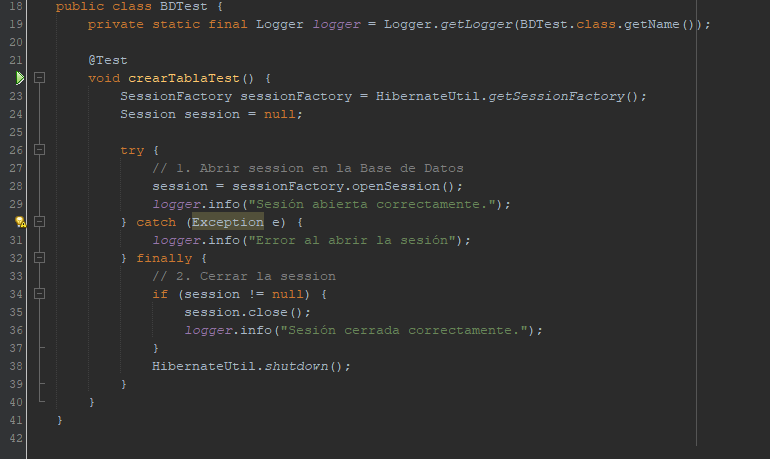 18 public class BDTest {
19 private static final Logger logger = Logger.getLogger(BDTest.class.getName());
20
21 @Test
void crearTablaTest() {
23 SessionFactory sessionFactory = HibernateUtil.getSessionFactory();
24 Session session = null;
25
26 try {
27 // 1. Abrir session en la Base de Datos
28 session = sessionFactory.openSession();
29 logger.info("Sesión abierta correctamente.");
} catch (Exception e) {
31 logger.info("Error al abrir la sesión");
32 } finally {
33 // 2. Cerrar la session
34 if (session != null) {
35 session.close();
36 logger.info("Sesión cerrada correctamente.");
37 }
38 HibernateUtil.shutdown();
39 }
40 }
41 }
42